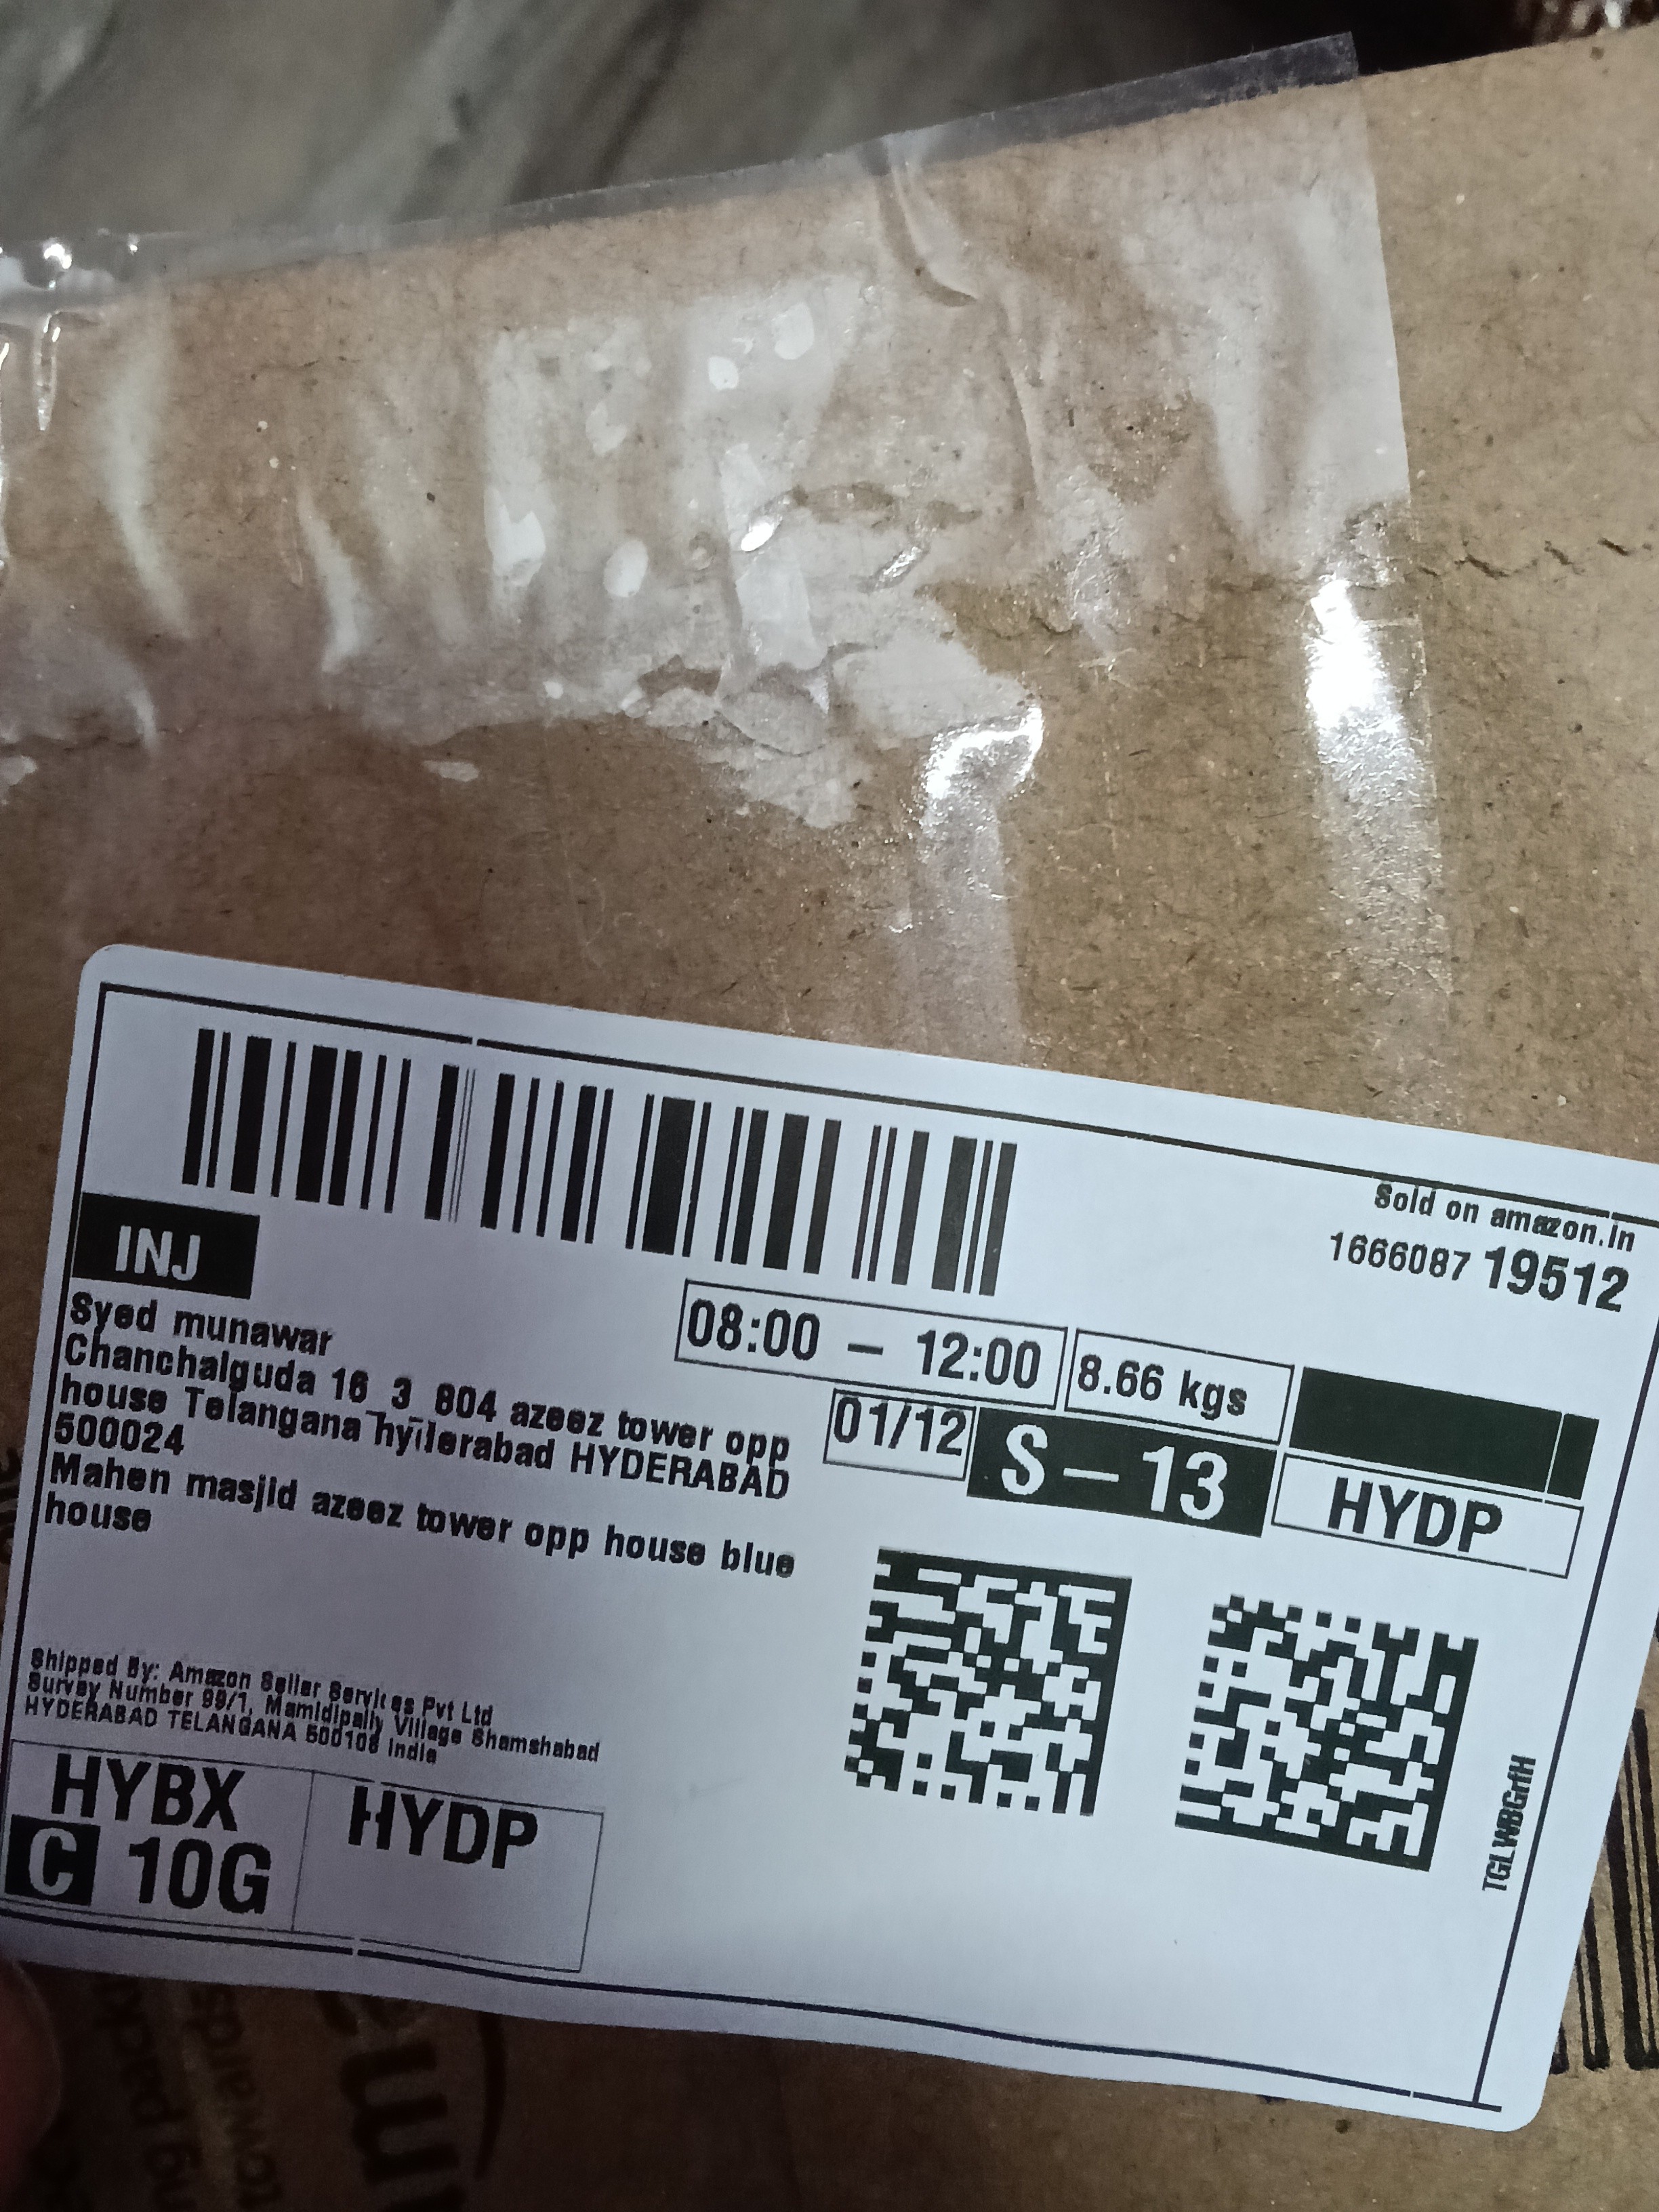 Sold on amazon.in
1666087 19512
INJ
08:00 – 12:00
8.66 kgs
Syed munawar
Chanchalguda 16_3_804 azeez tower opp
house Telangana hyderabad HYDERABAD
500024
Mahen masjid azeez tower opp house blue
house
01/12
S – 13
HYDP
Shipped By: Amazon Seller Services Pvt Ltd
Survey Number 99/1, Mamidipally Village Shamshabad
HYDERABAD TELANGANA 500108 India
HYBX
HYDP
C 10G